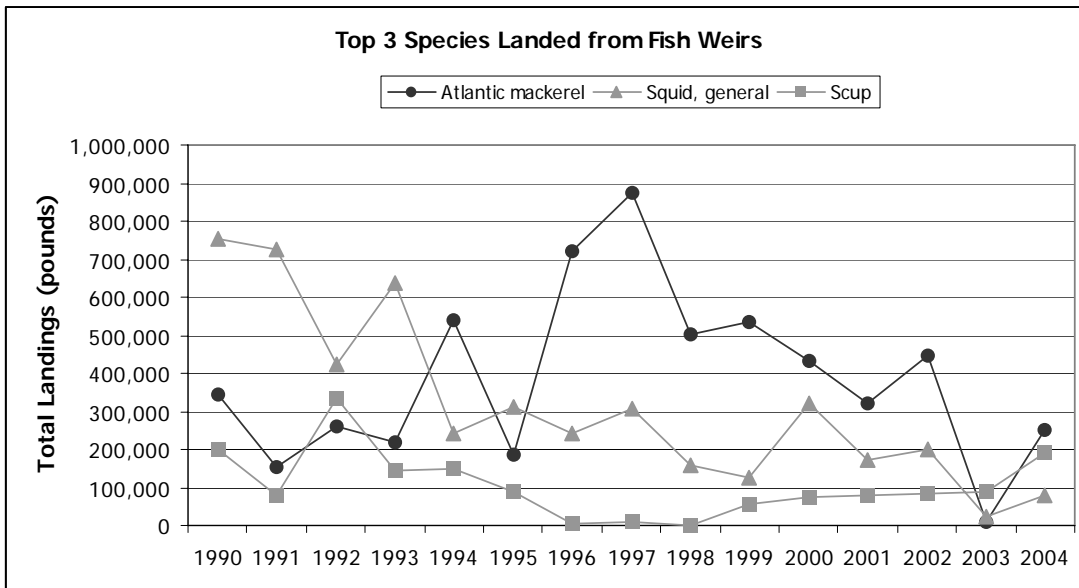 Top 3 Species Landed from Fish Weirs
Atlantic mackerel Squid, general Scup
Total Landings (pounds)
1,000,000
900,000
800,000
700,000
600,000
500,000
400,000
300,000
200,000
100,000
0
1990 1991 1992 1993 1994 1995 1996 1997 1998 1999 2000 2001 2002 2003 2004